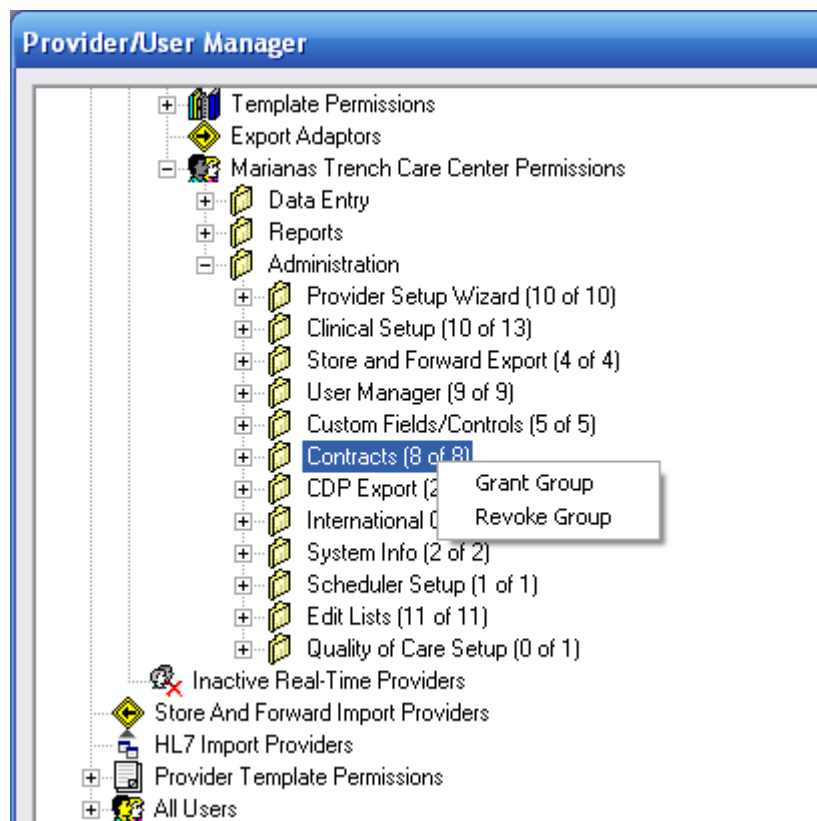 Provider/User Manager
Template Permissions
Export Adaptors
Marianas Trench Care Center Permissions
Data Entry
Reports
Administration
Provider Setup Wizard (10 of 10)
Clinical Setup (10 of 13)
Store and Forward Export (4 of 4)
User Manager (9 of 9)
Custom Fields/Controls (5 of 5)
Contracts (8 of 8)
Grant Group
CDP Export (2
Revoke Group
International
System Info (2 of 2)
Scheduler Setup (1 of 1)
Edit Lists (11 of 11)
Quality of Care Setup (0 of 1)
Inactive Real-Time Providers
Store And Forward Import Providers
HL7 Import Providers
Provider Template Permissions
All Users